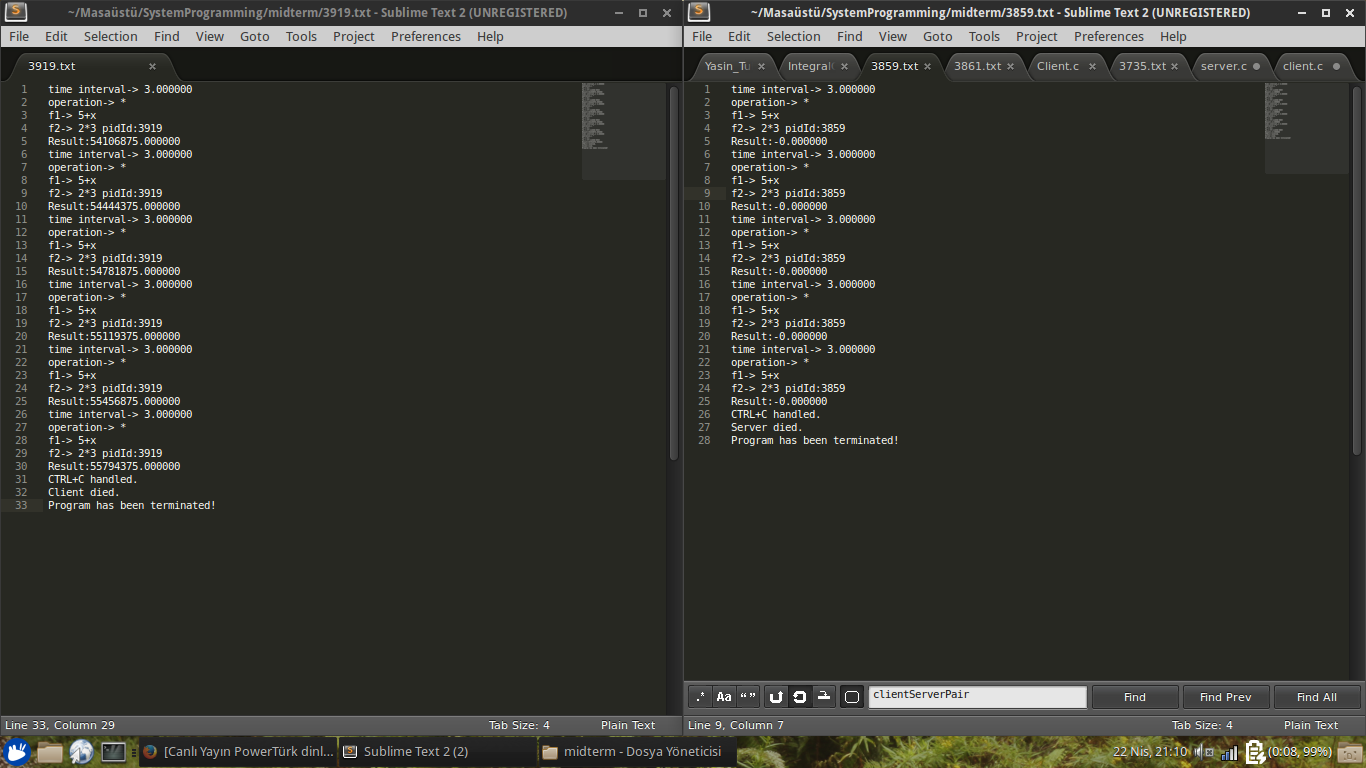 ~/Masaüstü/SystemProgramming/midterm/3919.txt - Sublime Text 2 (UNREGISTERED)
File Edit Selection Find View Goto Tools Project Preferences Help
3919.txt
1 time interval-> 3.000000
2 operation-> *
3 f1-> 5+x
4 f2-> 2*3 pidId:3919
5 Result:54106875.000000
6 time interval-> 3.000000
7 operation-> *
8 f1-> 5+x
9 f2-> 2*3 pidId:3919
10 Result:54444375.000000
11 time interval-> 3.000000
12 operation-> *
13 f1-> 5+x
14 f2-> 2*3 pidId:3919
15 Result:54781875.000000
16 time interval-> 3.000000
17 operation-> *
18 f1-> 5+x
19 f2-> 2*3 pidId:3919
20 Result:55119375.000000
21 time interval-> 3.000000
22 operation-> *
23 f1-> 5+x
24 f2-> 2*3 pidId:3919
25 Result:55456875.000000
26 time interval-> 3.000000
27 operation-> *
28 f1-> 5+x
29 f2-> 2*3 pidId:3919
30 Result:55794375.000000
31 CTRL+C handled.
32 Client died.
33 Program has been terminated!
Line 33, Column 29 Tab Size: 4 Plain Text
~/Masaüstü/SystemProgramming/midterm/3859.txt - Sublime Text 2 (UNREGISTERED)
File Edit Selection Find View Goto Tools Project Preferences Help
Yasin_Tu Integral 3859.txt 3861.txt Client.c 3735.txt server.c client.c
1 time interval-> 3.000000
2 operation-> *
3 f1-> 5+x
4 f2-> 2*3 pidId:3859
5 Result:-0.000000
6 time interval-> 3.000000
7 operation-> *
8 f1-> 5+x
9 f2-> 2*3 pidId:3859
10 Result:-0.000000
11 time interval-> 3.000000
12 operation-> *
13 f1-> 5+x
14 f2-> 2*3 pidId:3859
15 Result:-0.000000
16 time interval-> 3.000000
17 operation-> *
18 f1-> 5+x
19 f2-> 2*3 pidId:3859
20 Result:-0.000000
21 time interval-> 3.000000
22 operation-> *
23 f1-> 5+x
24 f2-> 2*3 pidId:3859
25 Result:-0.000000
26 CTRL+C handled.
27 Server died.
28 Program has been terminated!
.* Aa “ ” clientServerPair Find Find Prev Find All
Line 9, Column 7 Tab Size: 4 Plain Text
[Canlı Yayın PowerTürk dinl... Sublime Text 2 (2) midterm - Dosya Yöneticisi 22 Nis, 21:10 (0:08, 99%)